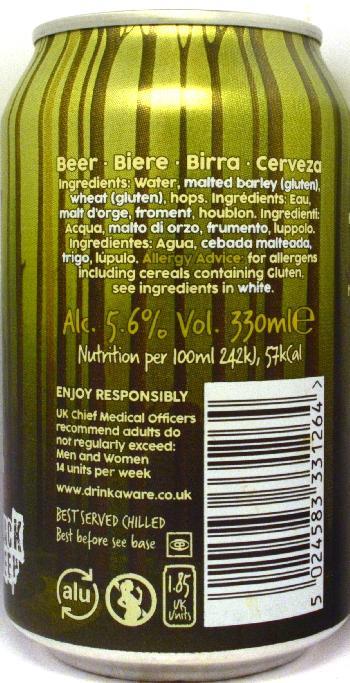 Beer · Biere · Birra · Cerveza
Ingredients: Water, malted barley (gluten),
wheat (gluten), hops. Ingrédients: Eau,
malt d'orge, froment, houblon. Ingredienti:
Acqua, malto di orzo, frumento, luppolo.
Ingredientes: Agua, cebada malteada,
trigo, lúpulo. Allergy Advice: for allergens
including cereals containing Gluten,
see ingredients in white.
Alc. 5.6% Vol. 330ml℮
Nutrition per 100ml 242kJ, 57kCal
ENJOY RESPONSIBLY
UK Chief Medical Officers
recommend adults do
not regularly exceed:
Men and Women
14 units per week
www.drinkaware.co.uk
BEST SERVED CHILLED
Best before see base
alu
1.85
UK
Units
5 024583 331264 >